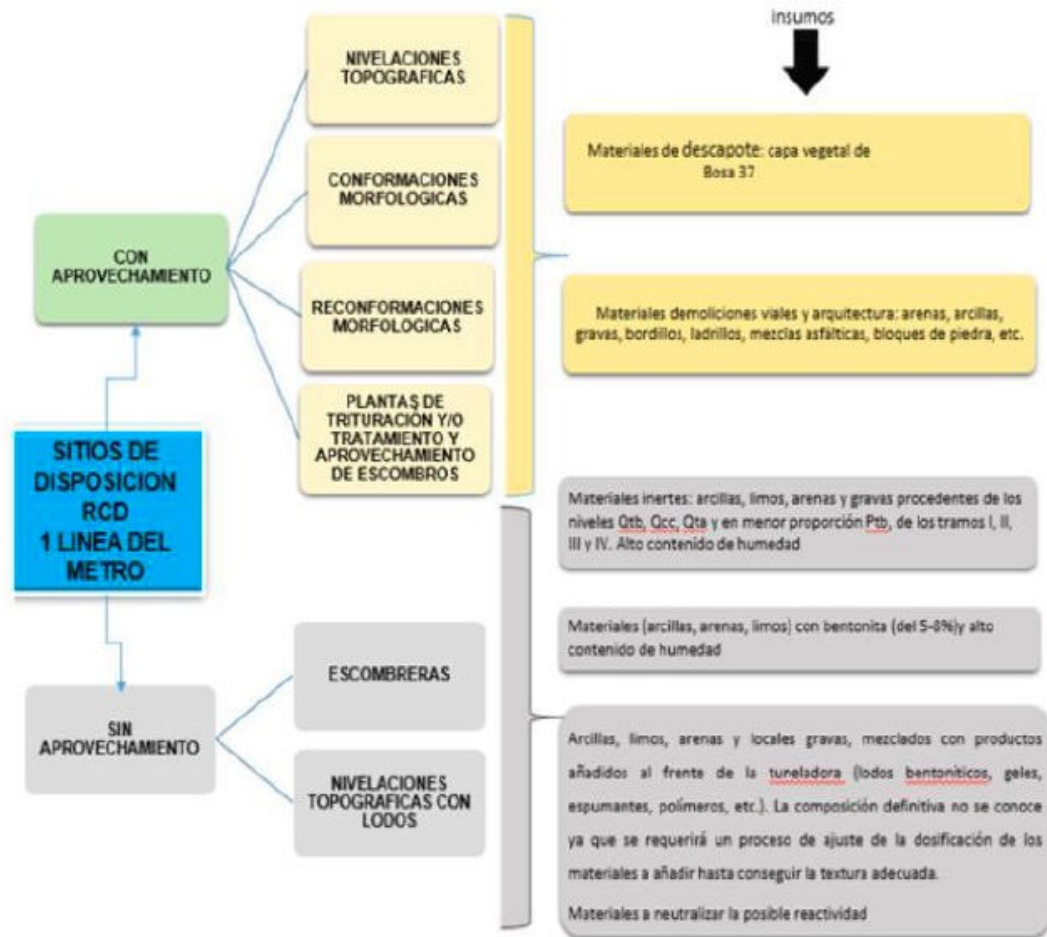 insumos
NIVELACIONES
TOPOGRAFICAS
CONFORMACIONES
MORFOLOGICAS
RECONFORMACIONES
MORFOLOGICAS
PLANTAS DE
TRITURACIÓN Y/O
TRATAMIENTO Y
APROVECHAMIENTO
DE ESCOMBROS
CON
APROVECHAMIENTO
Materiales de descapote: capa vegetal de
Bosa 37
Materiales demoliciones viales y arquitectura: arenas, arcillas,
gravas, bordillos, ladrillos, mezclas asfálticas, bloques de piedra, etc.
SITIOS DE
DISPOSICION
RCD
1 LINEA DEL
METRO
SIN
APROVECHAMIENTO
ESCOMBRERAS
NIVELACIONES
TOPOGRAFICAS CON
LODOS
Materiales inertes: arcillas, limos, arenas y gravas procedentes de los
niveles Qtb, Qcc, Qta y en menor proporción Ptb, de los tramos I, II,
III y IV. Alto contenido de humedad
Materiales (arcillas, arenas, limos) con bentonita (del 5-8%)y alto
contenido de humedad
Arcillas, limos, arenas y locales gravas, mezclados con productos
añadidos al frente de la tuneladora (lodos bentoníticos, geles,
espumantes, polímeros, etc.). La composición definitiva no se conoce
ya que se requerirá un proceso de ajuste de la dosificación de los
materiales a añadir hasta conseguir la textura adecuada.
Materiales a neutralizar la posible reactividad